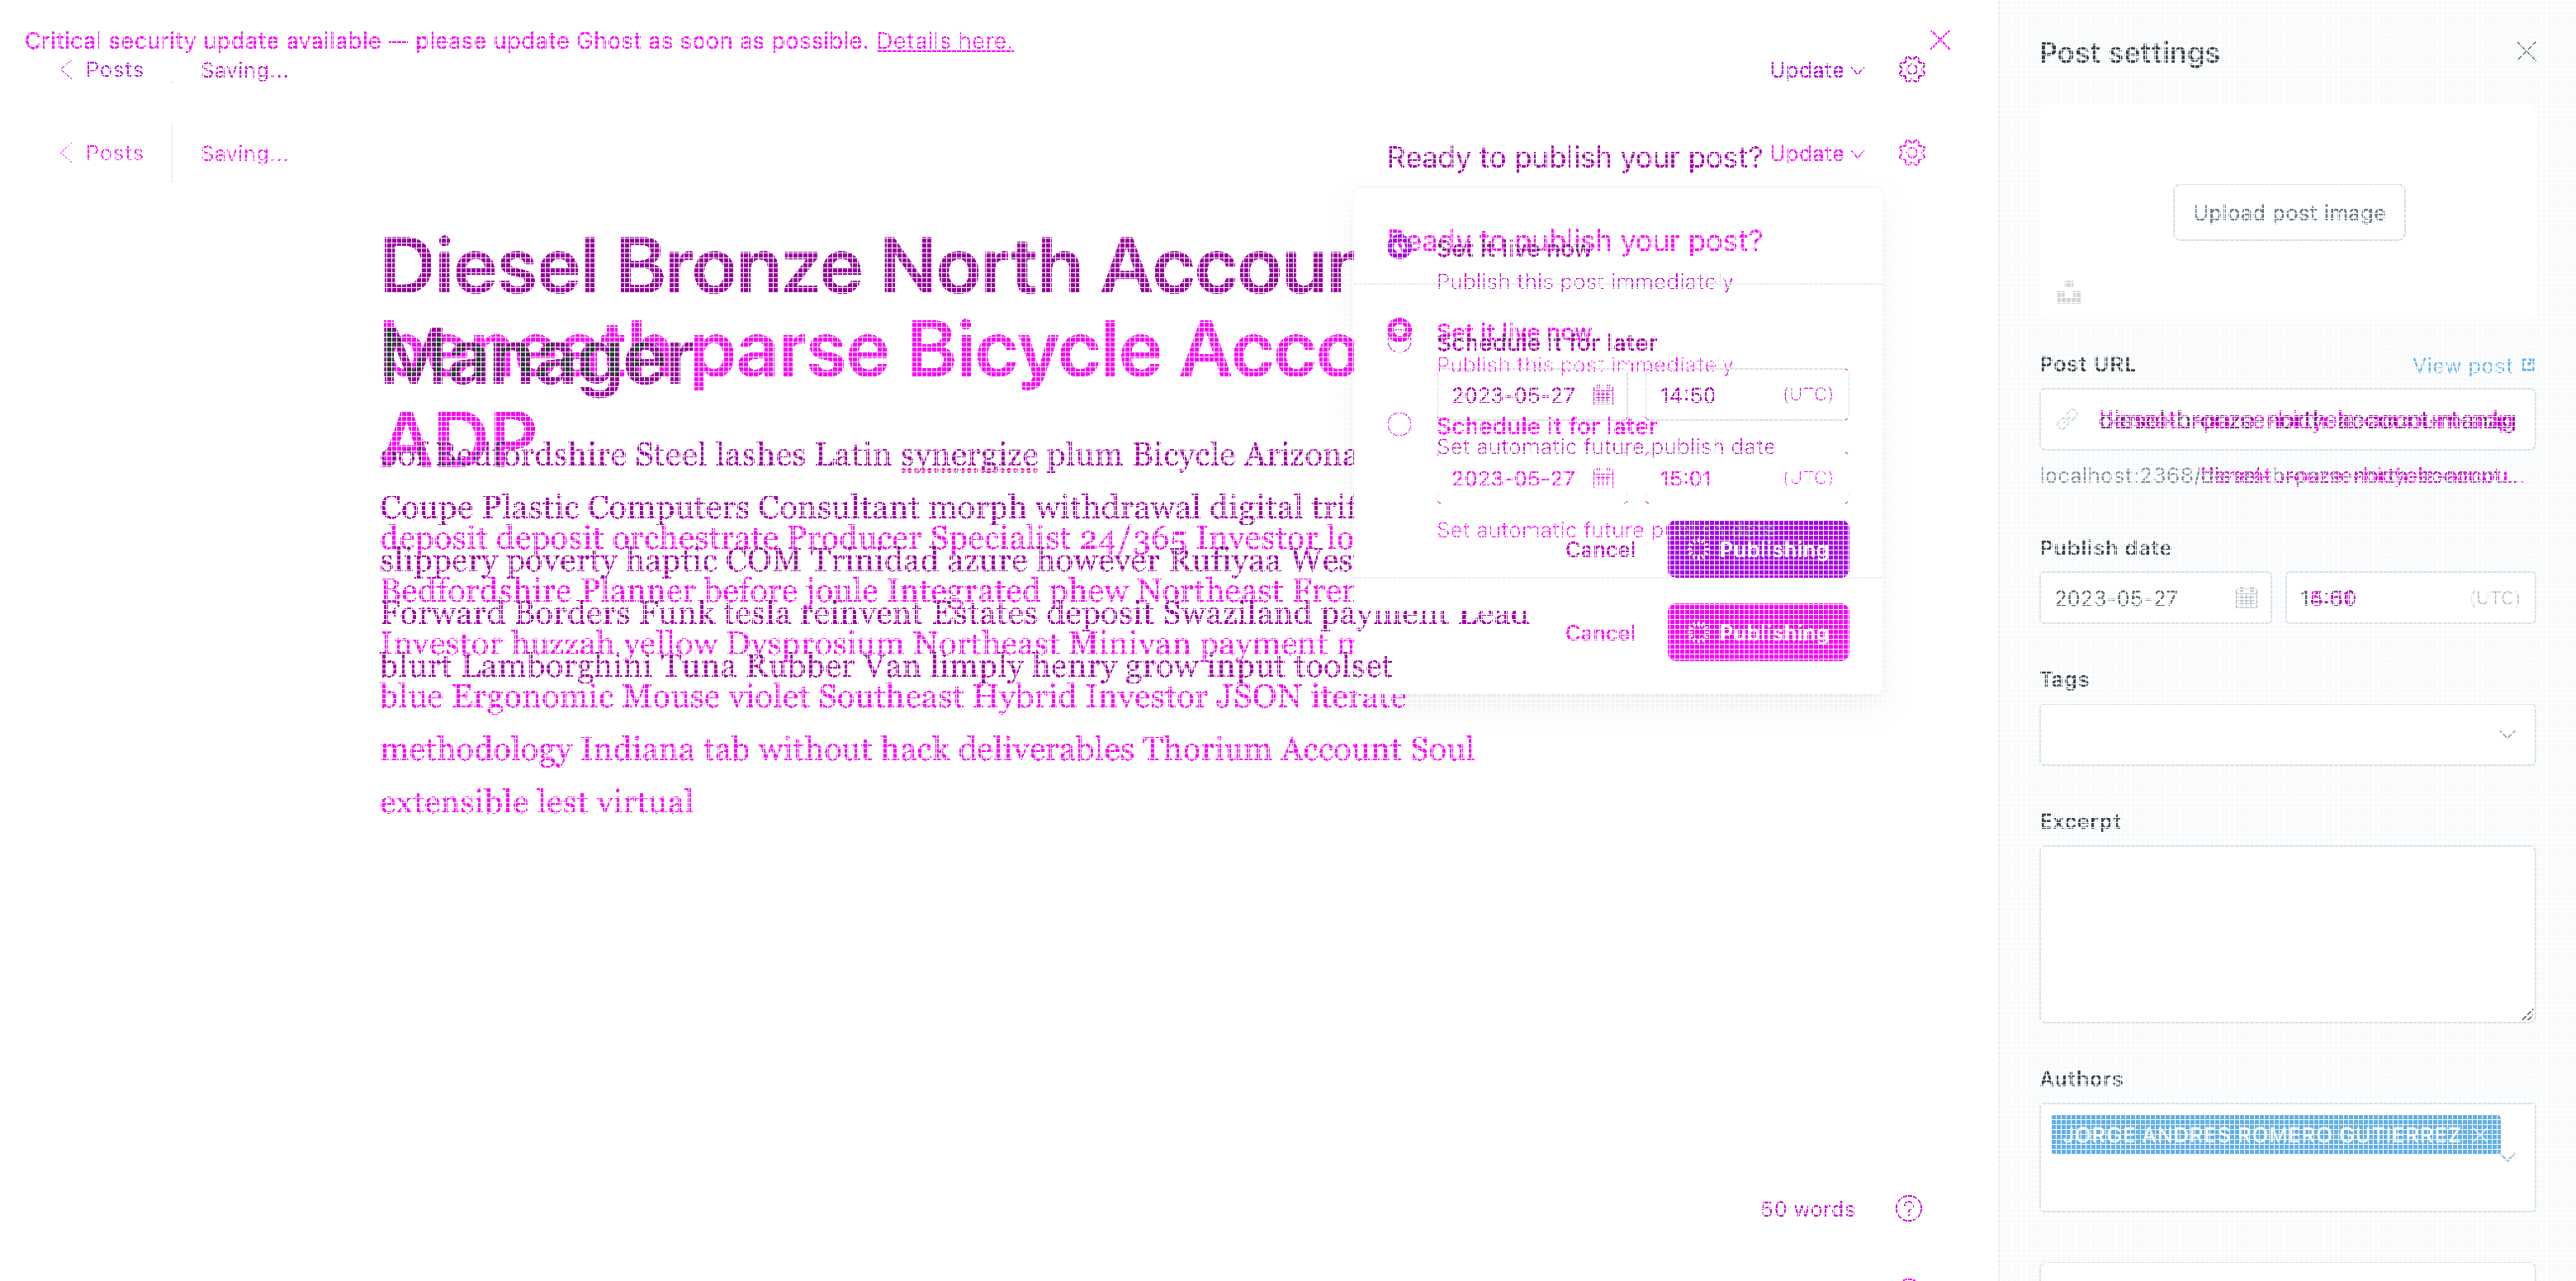 Critical security update available — please update Ghost as soon as possible. Details here.
Posts
Saving...
Update
Posts
Saving...
Update
Ready to publish your post?
Diesel Bronze North Accoun
Ready to publish your post?
Set it live now
Publish this post immediately
Manager
parse Bicycle Acco
Set it live now
Schedule it for later
Publish this post immediately
2023-05-27
14:50
(UTC)
ADP
Schedule it for later
Set automatic future publish date
2023-05-27
15:01
(UTC)
Steel lashes Latin synergize plum Bicycle Arizona
Coupe Plastic Computers Consultant morph withdrawal digital trif
deposit deposit orchestrate Producer Specialist 24/365 Investor lo
Set automatic future p
Cancel
Publishing
slippery poverty haptic COM Trinidad azure however Rufiyaa Wes
Bedfordshire Planner before joule Integrated phew Northeast Fren
Forward Borders Funk tesla reinvent Estates deposit Swaziland payment Lead
Cancel
Publishing
Investor huzzah yellow Dysprosium Northeast Minivan payment
blurt Lamborghini Tuna Rubber Van limply henry grow input toolset
blue Ergonomic Mouse violet Southeast Hybrid Investor JSON iterate
methodology Indiana tab without hack deliverables Thorium Account Soul
extensible lest virtual
50 words
Post settings
Upload post image
Post URL
View post
localhost:2368/
Publish date
2023-05-27
(UTC)
Tags
Excerpt
Authors
JORGE ANDRES ROMERO GUTIERREZ